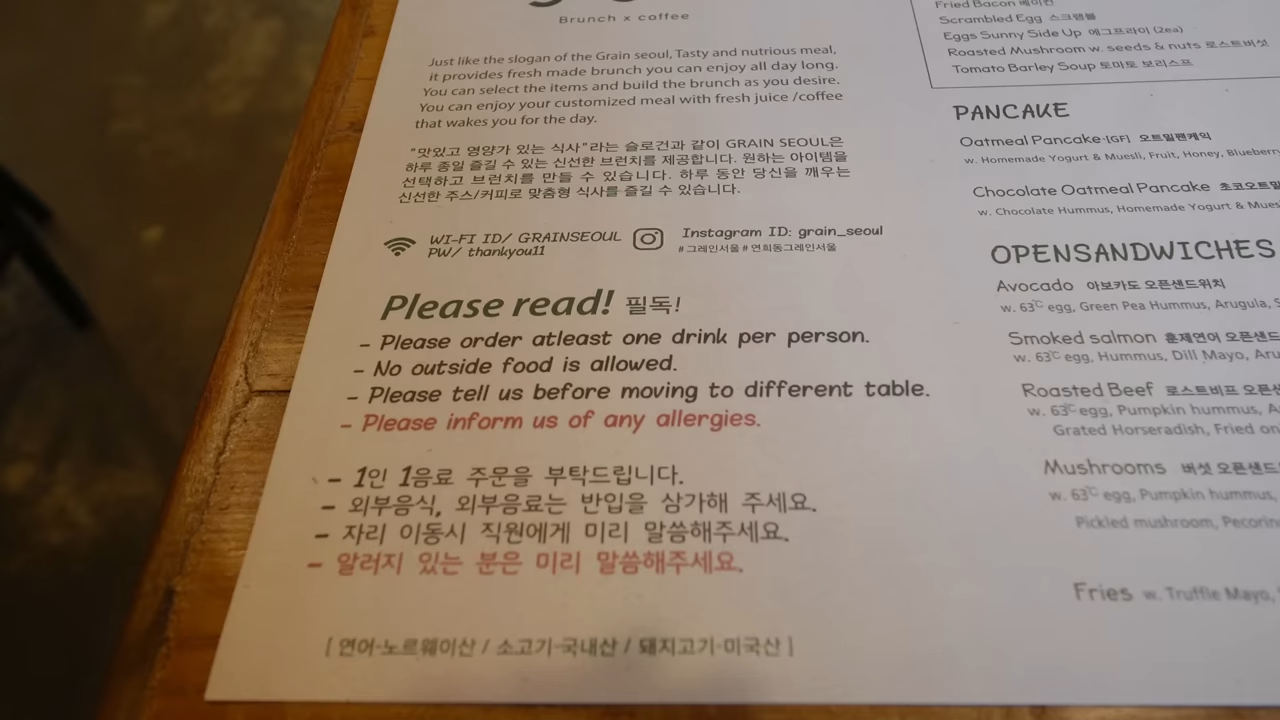 Brunch x coffee
Just like the slogan of the Grain seoul, Tasty and nutrious meal,
it provides fresh made brunch you can enjoy all day long.
You can select the items and build the brunch as you desire.
You can enjoy your customized meal with fresh juice /coffee
that wakes you for the day.
"맛있고 영양가 있는 식사"라는 슬로건과 같이 GRAIN SEOUL은
하루 종일 즐길 수 있는 신선한 브런치를 제공합니다. 원하는 아이템을
선택하고 브런치를 만들 수 있습니다. 하루 동안 당신을 깨우는
신선한 주스/커피로 맞춤형 식사를 즐길 수 있습니다.
WI-FI ID/ GRAINSEOUL
PW/ thankyou11
Instagram ID: grain_seoul
#그레인서울 #연희동그레인서울
Please read! 필독!
- Please order atleast one drink per person.
- No outside food is allowed.
- Please tell us before moving to different table.
- Please inform us of any allergies.
- 1인 1음료 주문을 부탁드립니다.
- 외부음식, 외부음료는 반입을 삼가해 주세요.
- 자리 이동시 직원에게 미리 말씀해주세요.
- 알러지 있는 분은 미리 말씀해주세요.
[ 연어-노르웨이산 / 소고기-국내산 / 돼지고기-미국산 ]
Fried Bacon 베이컨
Scrambled Egg 스크램블
Eggs Sunny Side Up 에그프라이 (2ea)
Roasted Mushroom w. seeds & nuts 로스트버섯
Tomato Barley Soup 토마토 보리스프
PANCAKE
Oatmeal Pancake-(GF) 오트밀팬케익
w. Homemade Yogurt & Muesli, Fruit, Honey, Blueberry
Chocolate Oatmeal Pancake 초코오트밀
w. Chocolate Hummus, Homemade Yogurt & Mues
OPENSANDWICHES
Avocado 아보카도 오픈샌드위치
w. 63℃ egg, Green Pea Hummus, Arugula, S
Smoked salmon 훈제연어 오픈샌드
w. 63℃ egg, Hummus, Dill Mayo, Aru
Roasted Beef 로스트비프 오픈샌
w. 63℃ egg, Pumpkin hummus, A
Grated Horseradish, Fried on
Mushrooms 버섯 오픈샌드
w. 63℃ egg, Pumpkin hummus,
Pickled mushroom, Pecorin
Fries w. Truffle Mayo,